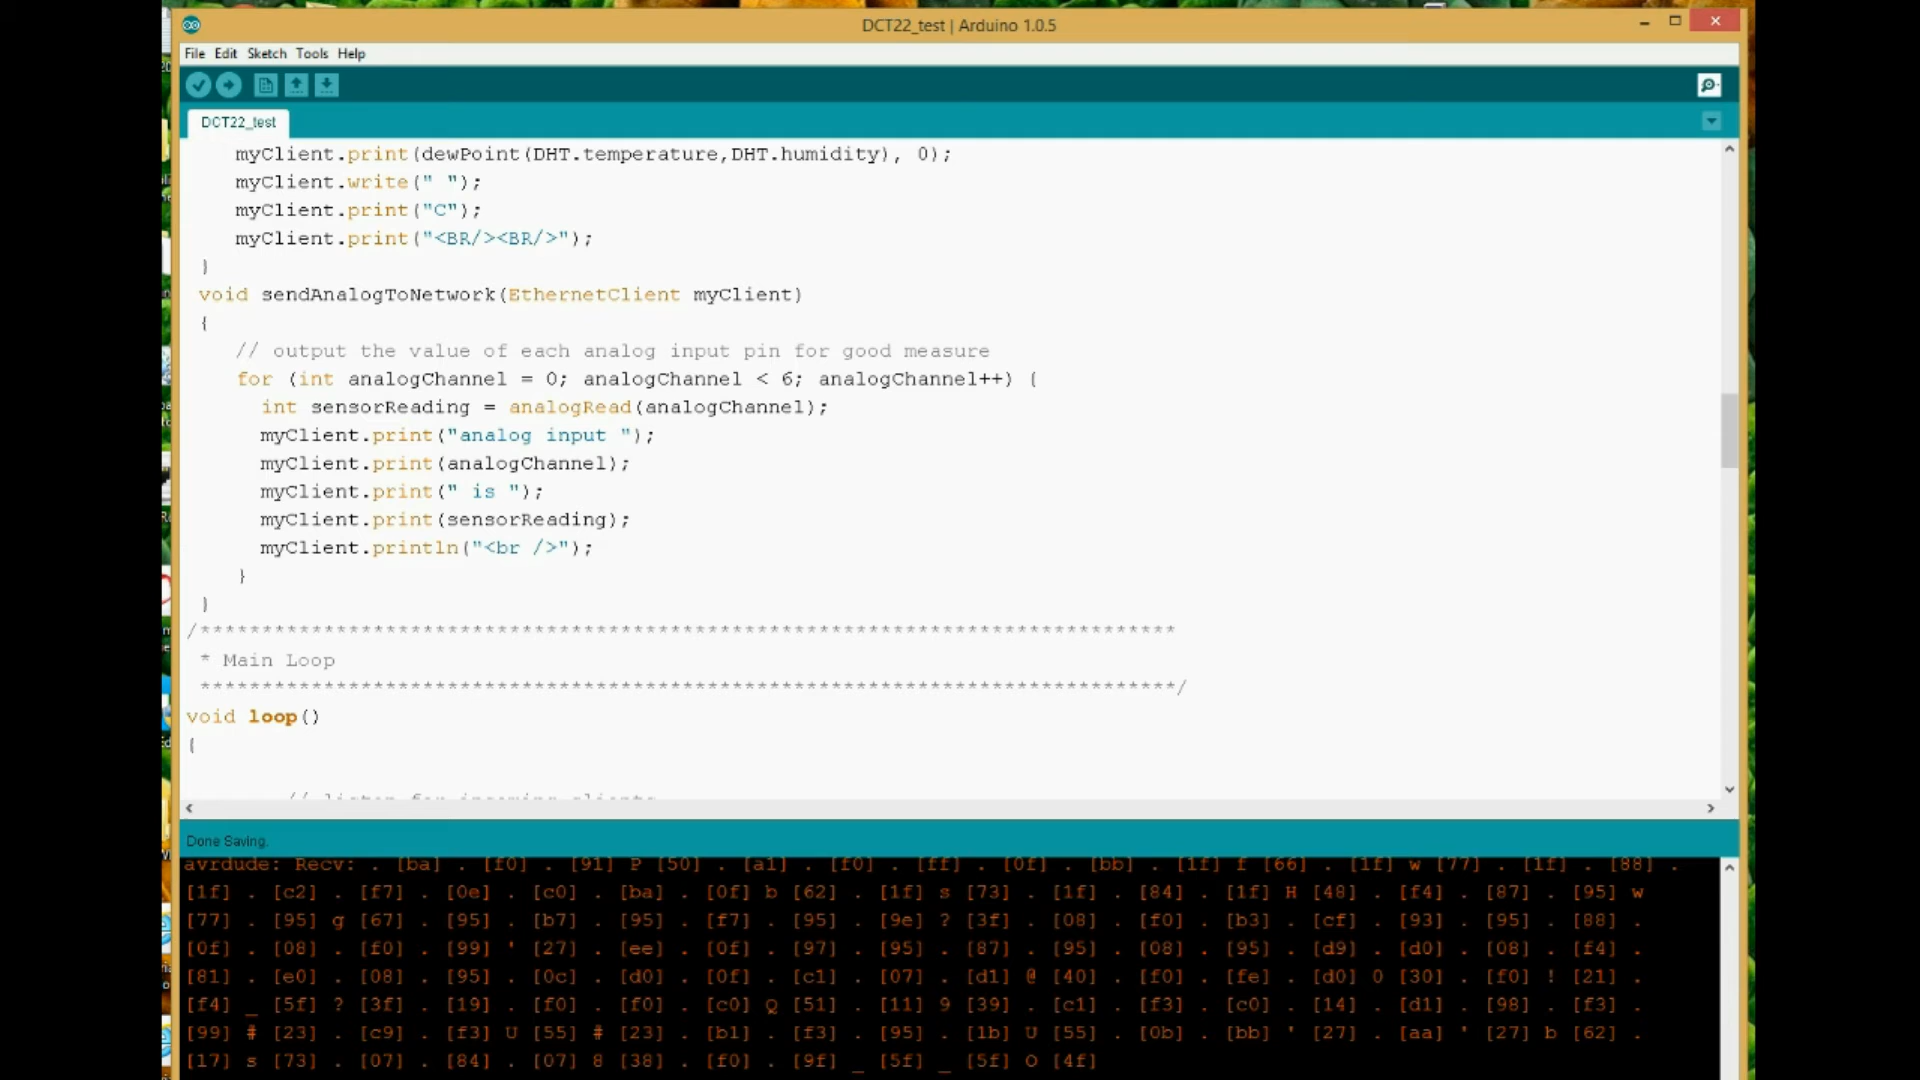 DCT22_test | Arduino 1.0.5
File Edit Sketch Tools Help
DCT22_test
myClient.print(dewPoint(DHT.temperature,DHT.humidity), 0);
myClient.write(" ");
myClient.print("C");
myClient.print("<BR/><BR/>");
}
void sendAnalogToNetwork(EthernetClient myClient)
{
// output the value of each analog input pin for good measure
for (int analogChannel = 0; analogChannel < 6; analogChannel++) {
int sensorReading = analogRead(analogChannel);
myClient.print("analog input ");
myClient.print(analogChannel);
myClient.print(" is ");
myClient.print(sensorReading);
myClient.println("<br />");
}
}
/*******************************************************************************
* Main Loop
*******************************************************************************/
void loop()
{
// listen for incoming clients
Done Saving.
avrdude: Recv: . [ba] . [f0] . [91] P [50] . [a1] . [f0] . [ff] . [0f] . [bb] . [1f] f [66] . [1f] w [77] . [1f] . [88] .
[1f] . [c2] . [f7] . [0e] . [c0] . [ba] . [0f] b [62] . [1f] s [73] . [1f] . [84] . [1f] H [48] . [f4] . [87] . [95] w
[77] . [95] g [67] . [95] . [b7] . [95] . [f7] . [95] . [9e] ? [3f] . [08] . [f0] . [b3] . [cf] . [93] . [95] . [88] .
[0f] . [08] . [f0] . [99] ' [27] . [ee] . [0f] . [97] . [95] . [87] . [95] . [08] . [95] . [d9] . [d0] . [08] . [f4] .
[81] . [e0] . [08] . [95] . [0c] . [d0] . [0f] . [c1] . [07] . [d1] @ [40] . [f0] . [fe] . [d0] 0 [30] . [f0] ! [21] .
[f4] _ [5f] ? [3f] . [19] . [f0] . [f0] . [c0] Q [51] . [11] 9 [39] . [c1] . [f3] . [c0] . [14] . [d1] . [98] . [f3] .
[99] # [23] . [c9] . [f3] U [55] # [23] . [b1] . [f3] . [95] . [1b] U [55] . [0b] . [bb] ' [27] . [aa] ' [27] b [62] .
[17] s [73] . [07] . [84] . [07] 8 [38] . [f0] . [9f] _ [5f] _ [5f] O [4f]